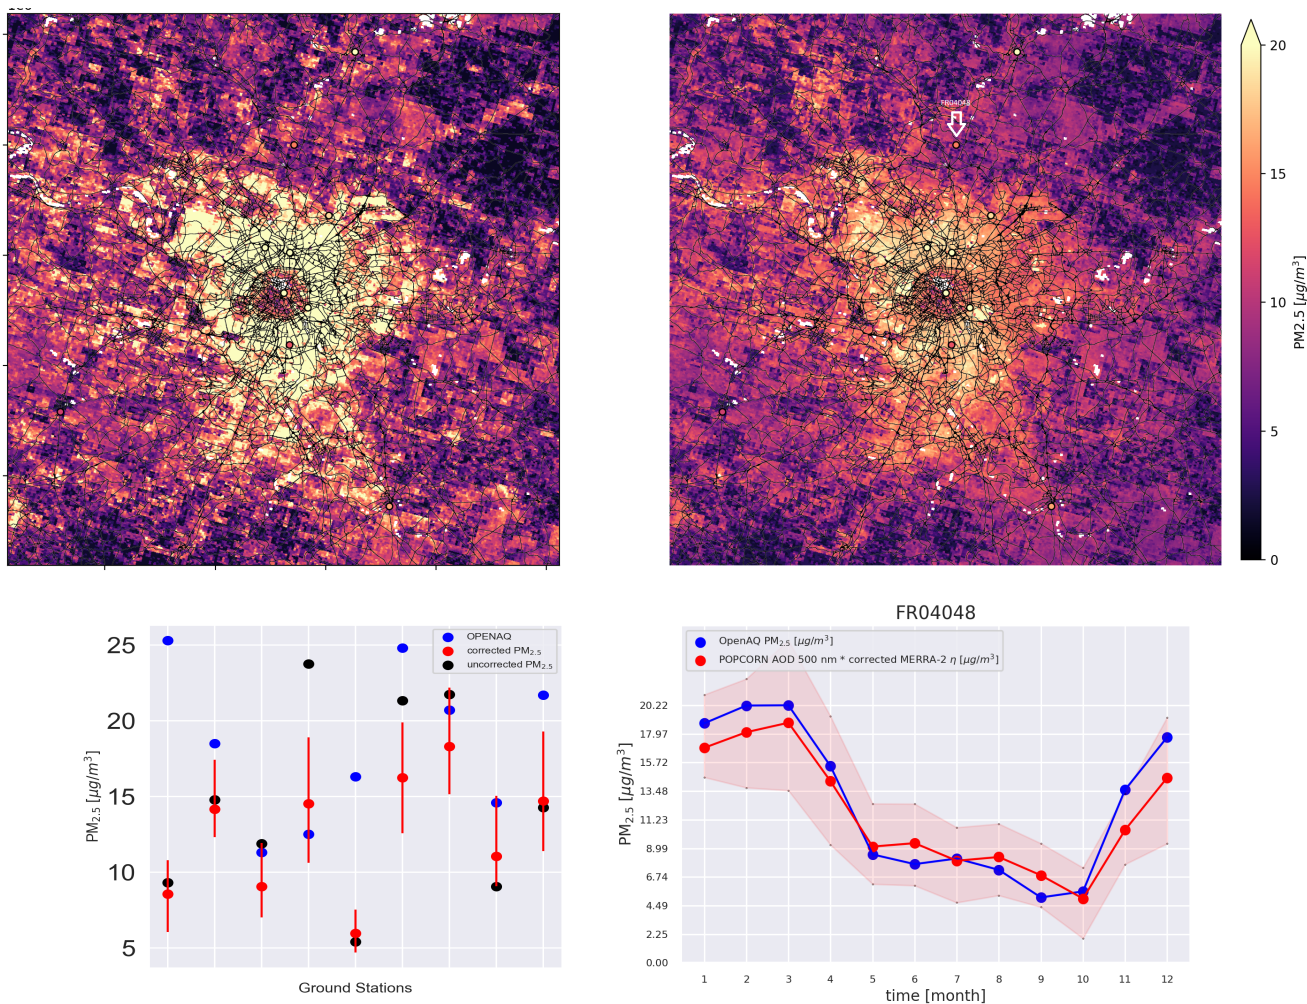 FR04048
20
15
10
5
0
PM2.5 [μg/m³]
25
20
15
10
5
PM₂.₅ [μg/m³]
OPENAQ
corrected PM₂.₅
uncorrected PM₂.₅
Ground Stations
FR04048
OpenAQ PM₂.₅ [μg/m³]
POPCORN AOD 500 nm * corrected MERRA-2 η [μg/m³]
20.22
17.97
15.72
13.48
11.23
8.99
6.74
4.49
2.25
0.00
PM₂.₅ [μg/m³]
1 2 3 4 5 6 7 8 9 10 11 12
time [month]